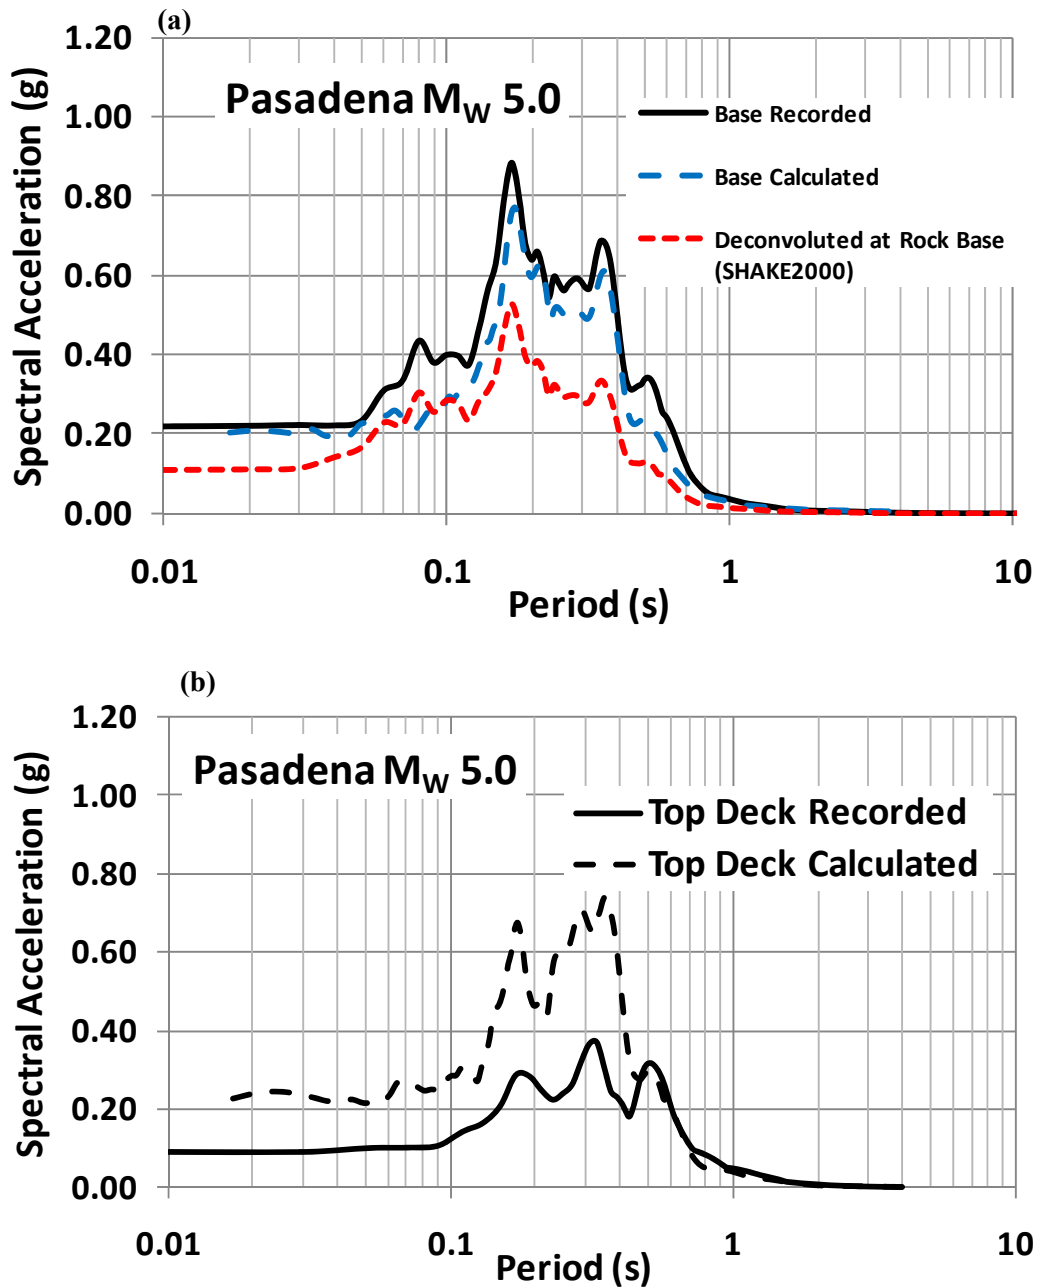 (a)
1.20
1.00
0.80
0.60
0.40
0.20
0.00
Spectral Acceleration (g)
Pasadena M_W 5.0
Base Recorded
Base Calculated
Deconvoluted at Rock Base
(SHAKE2000)
0.01 0.1 1 10
Period (s)
(b)
1.20
1.00
0.80
0.60
0.40
0.20
0.00
Spectral Acceleration (g)
Pasadena M_W 5.0
Top Deck Recorded
Top Deck Calculated
0.01 0.1 1 10
Period (s)